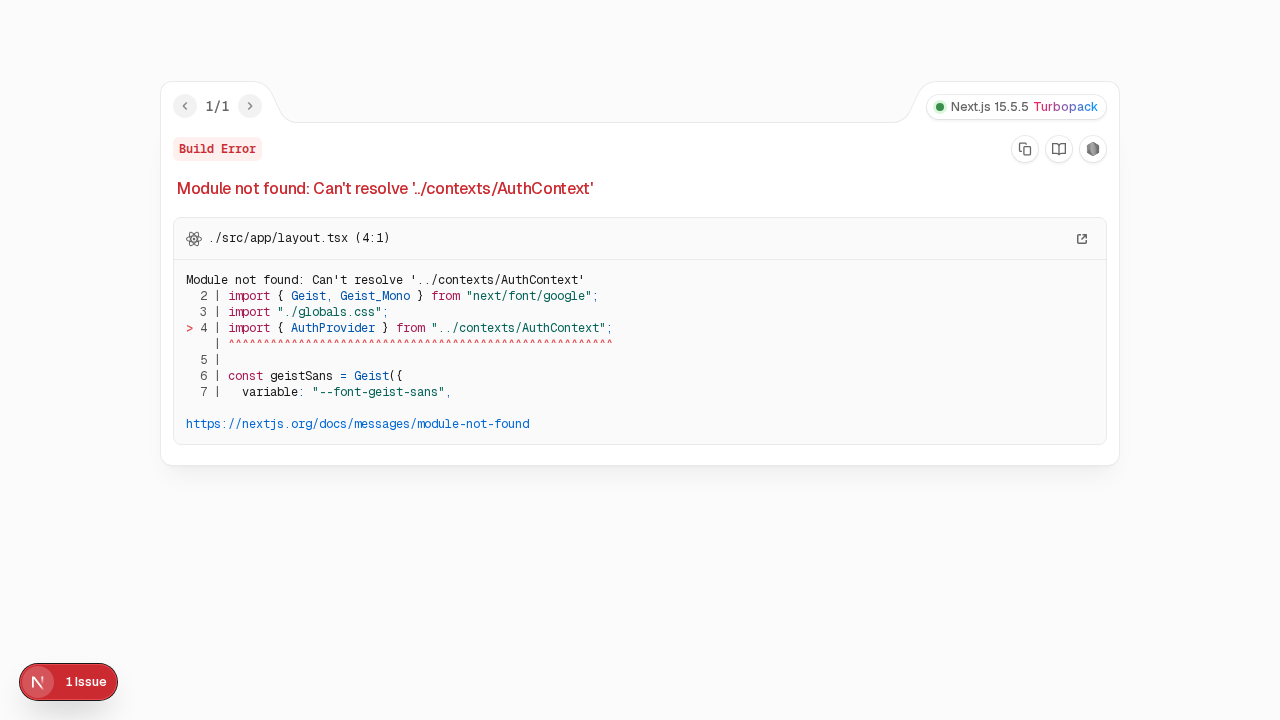 1/1
Next.js 15.5.5 Turbopack
Build Error
Module not found: Can't resolve '../contexts/AuthContext'
./src/app/layout.tsx (4:1)
Module not found: Can't resolve '../contexts/AuthContext'
  2 | import { Geist, Geist_Mono } from "next/font/google";
  3 | import "./globals.css";
> 4 | import { AuthProvider } from "../contexts/AuthContext";
    | ^^^^^^^^^^^^^^^^^^^^^^^^^^^^^^^^^^^^^^^^^^^^^^^^^^^^^^^
  5 |
  6 | const geistSans = Geist({
  7 |   variable: "--font-geist-sans",
https://nextjs.org/docs/messages/module-not-found
N 1 Issue